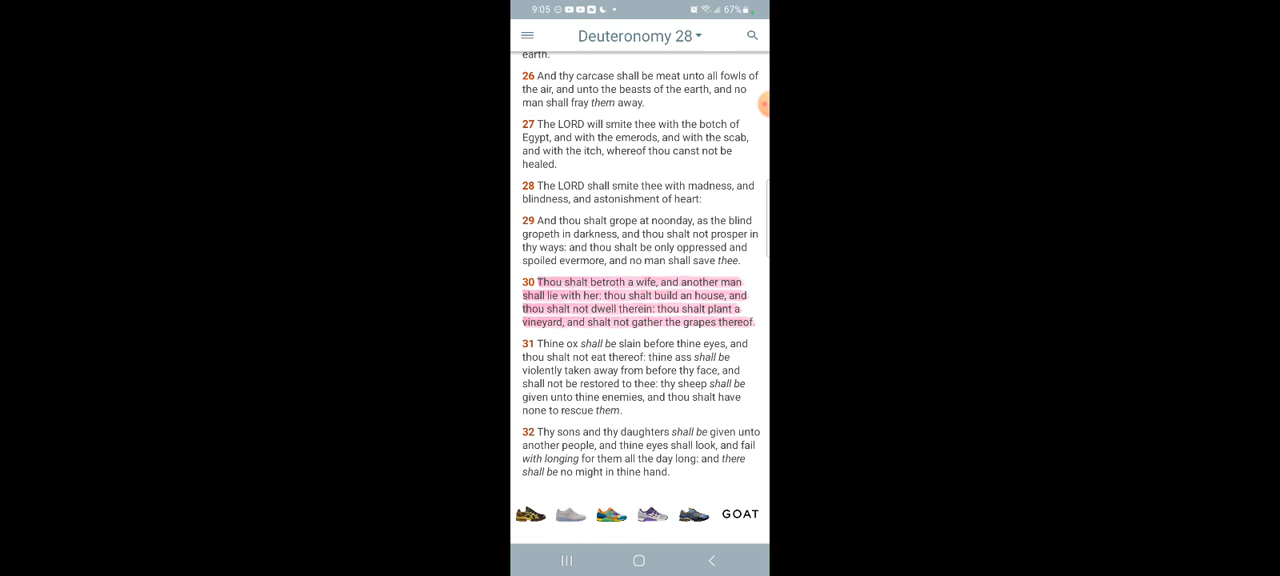 9:05 67%
Deuteronomy 28
earth.
26 And thy carcase shall be meat unto all fowls of
the air, and unto the beasts of the earth, and no
man shall fray them away.
27 The LORD will smite thee with the botch of
Egypt, and with the emerods, and with the scab,
and with the itch, whereof thou canst not be
healed.
28 The LORD shall smite thee with madness, and
blindness, and astonishment of heart:
29 And thou shalt grope at noonday, as the blind
gropeth in darkness, and thou shalt not prosper in
thy ways: and thou shalt be only oppressed and
spoiled evermore, and no man shall save thee.
30 Thou shalt betroth a wife, and another man
shall lie with her: thou shalt build an house, and
thou shalt not dwell therein: thou shalt plant a
vineyard, and shalt not gather the grapes thereof.
31 Thine ox shall be slain before thine eyes, and
thou shalt not eat thereof: thine ass shall be
violently taken away from before thy face, and
shall not be restored to thee: thy sheep shall be
given unto thine enemies, and thou shalt have
none to rescue them.
32 Thy sons and thy daughters shall be given unto
another people, and thine eyes shall look, and fail
with longing for them all the day long: and there
shall be no might in thine hand.
GOAT